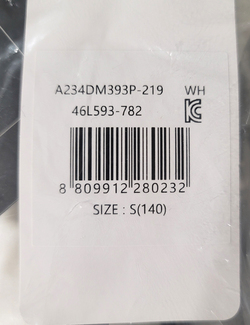 A234DM393P-219 WH
46L593-782
8 809912 280232
SIZE : S(140)